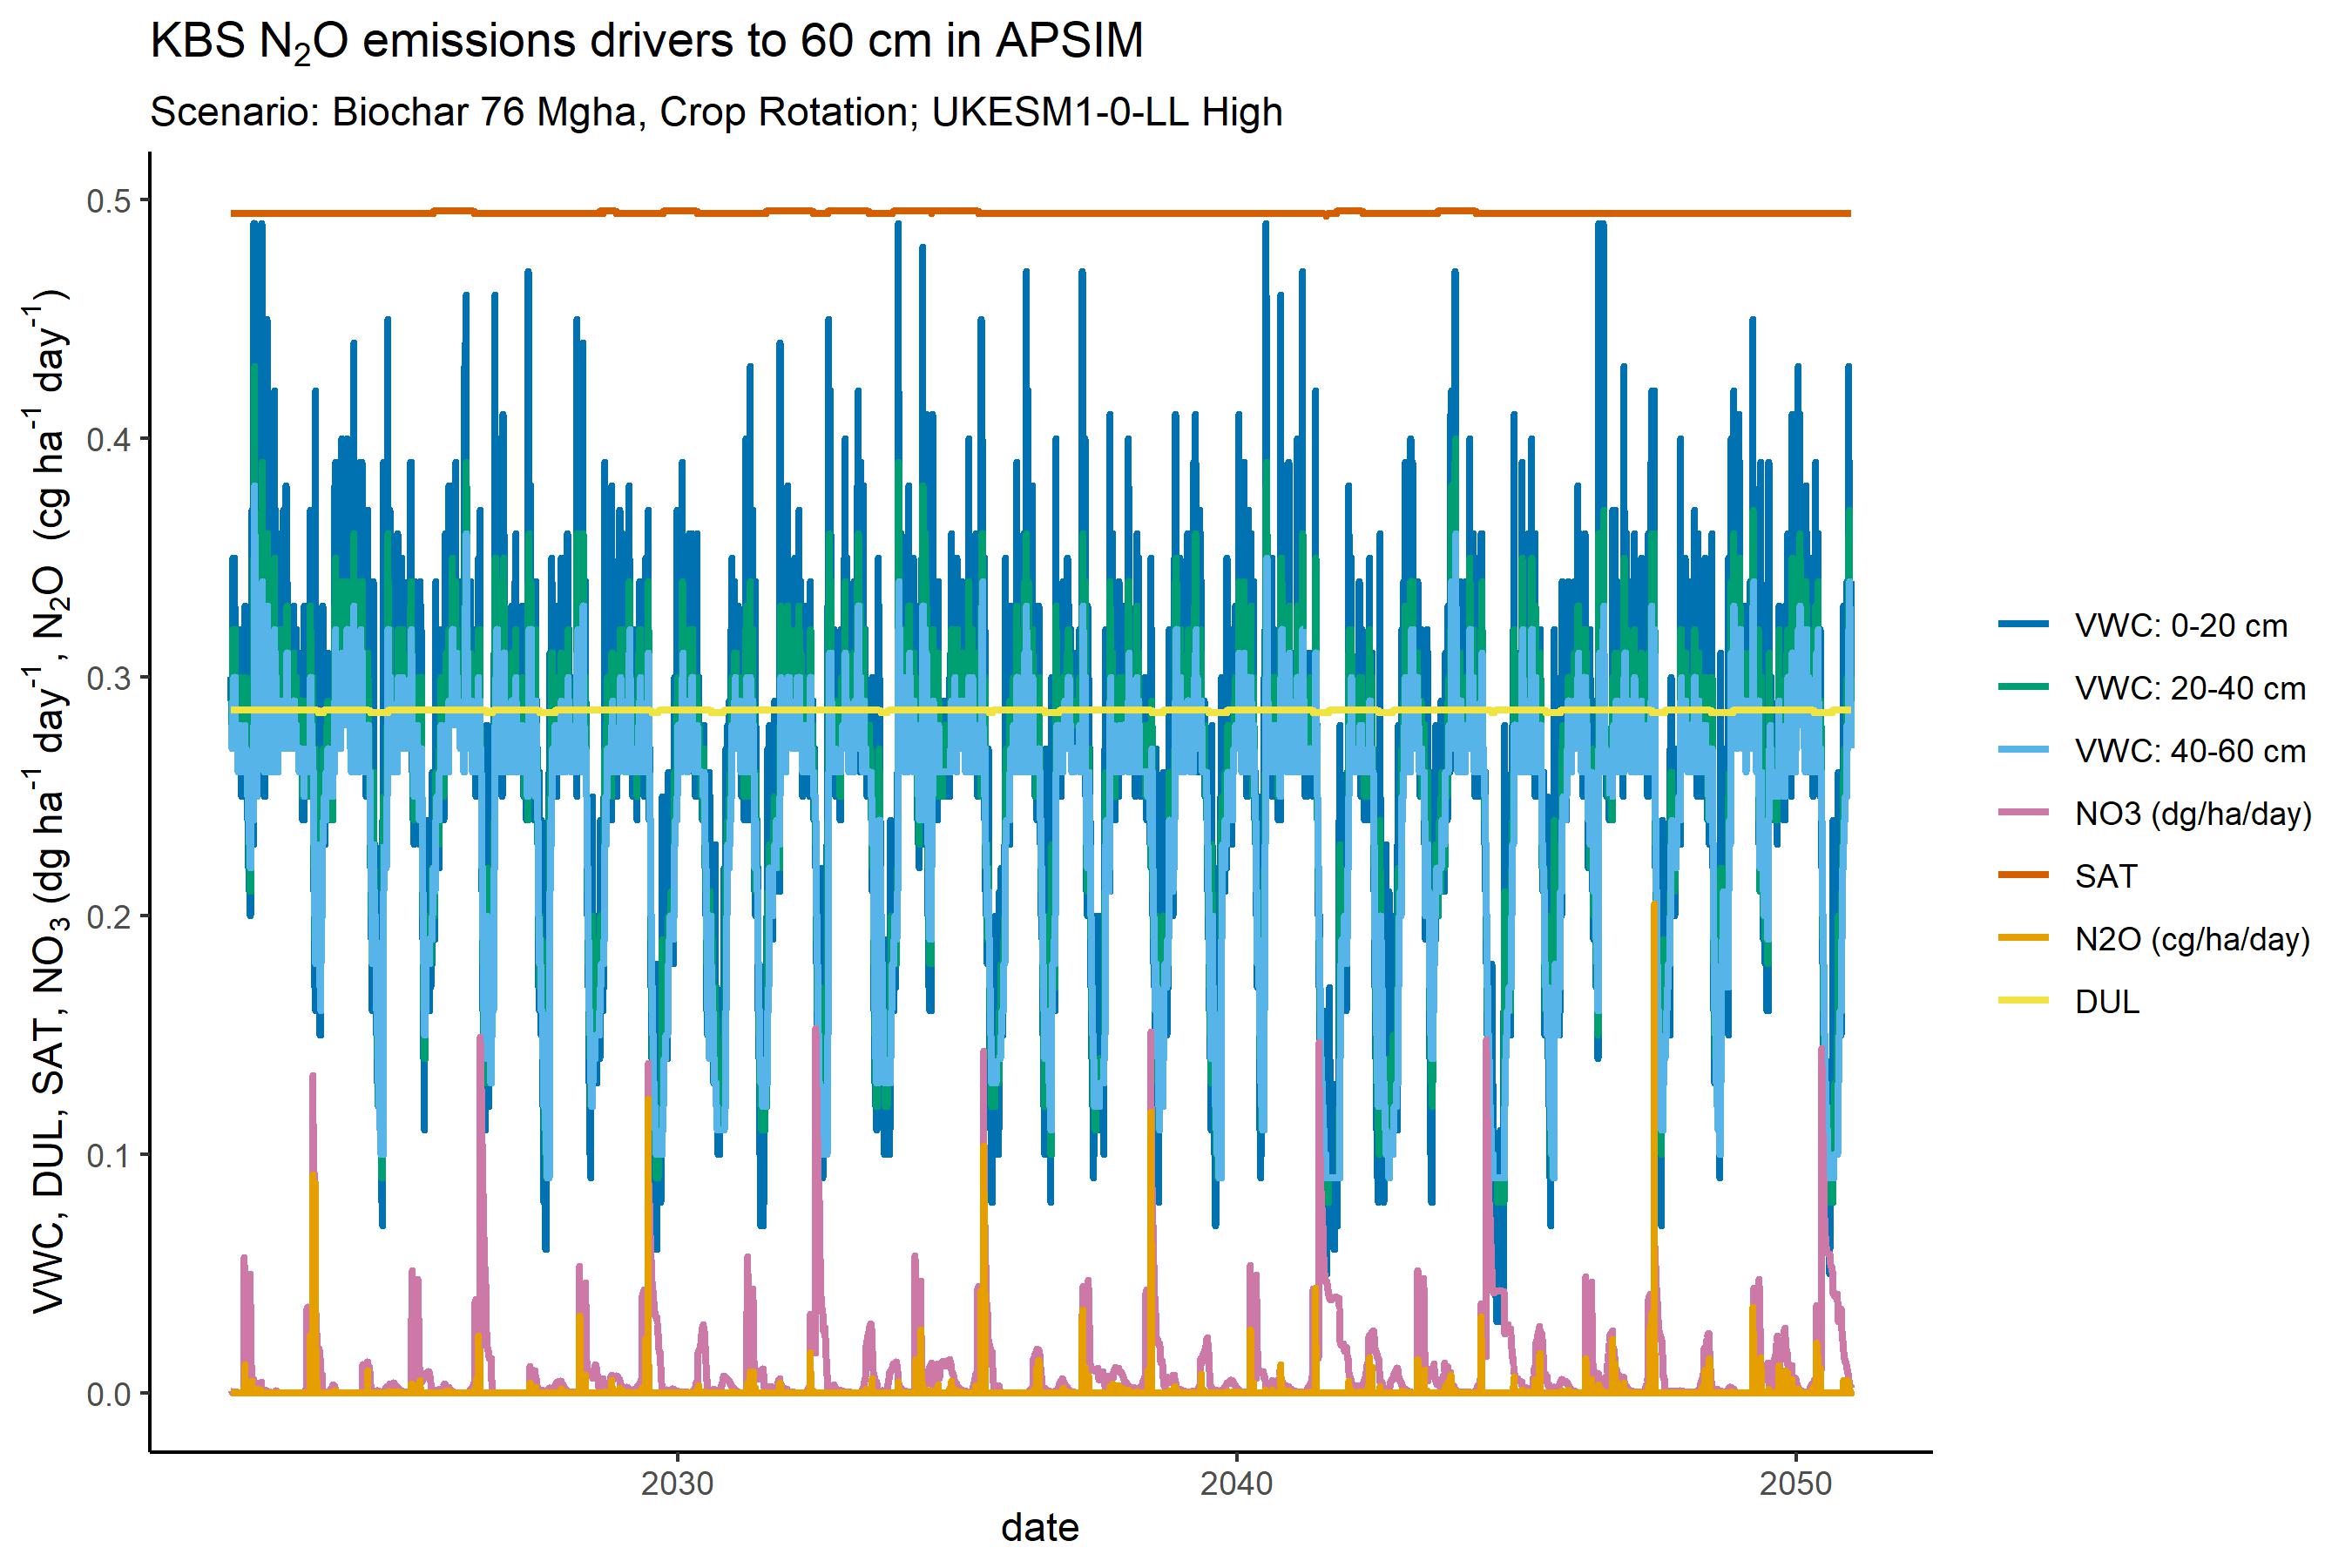 KBS N₂O emissions drivers to 60 cm in APSIM
Scenario: Biochar 76 Mgha, Crop Rotation; UKESM1-0-LL High
VWC, DUL, SAT, NO₃ (dg ha⁻¹ day⁻¹, N₂O (cg ha⁻¹ day⁻¹)
0.5
0.4
0.3
0.2
0.1
0.0
2030
2040
2050
date
VWC: 0-20 cm
VWC: 20-40 cm
VWC: 40-60 cm
NO3 (dg/ha/day)
SAT
N2O (cg/ha/day)
DUL